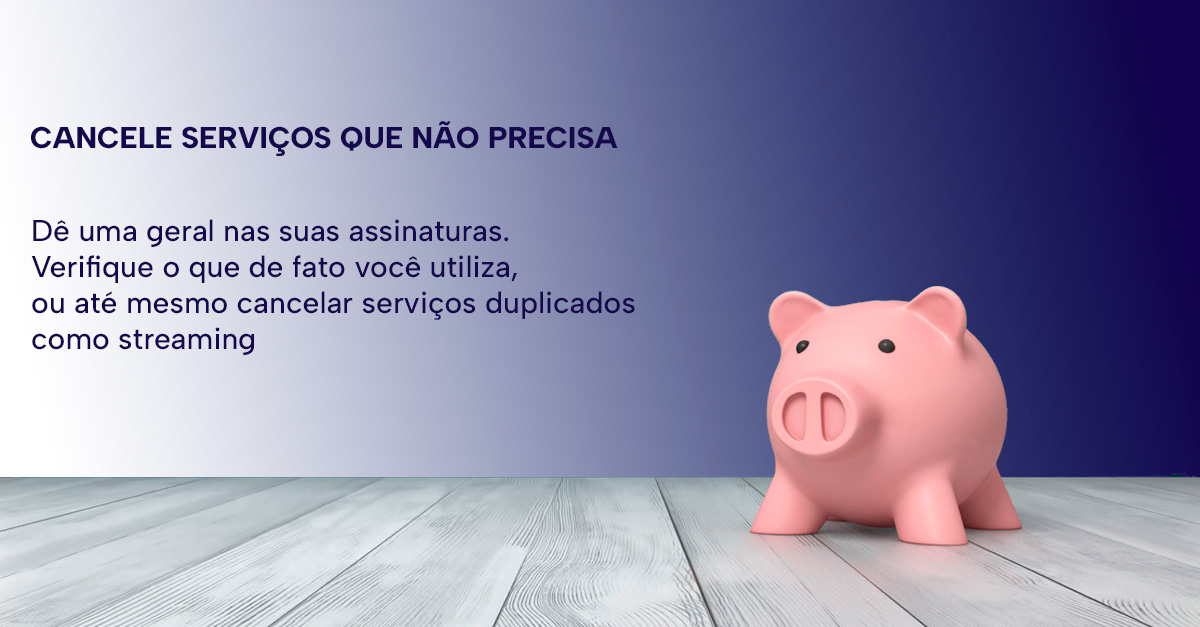 CANCELE SERVIÇOS QUE NÃO PRECISA
Dê uma geral nas suas assinaturas.
Verifique o que de fato você utiliza,
ou até mesmo cancelar serviços duplicados
como streaming